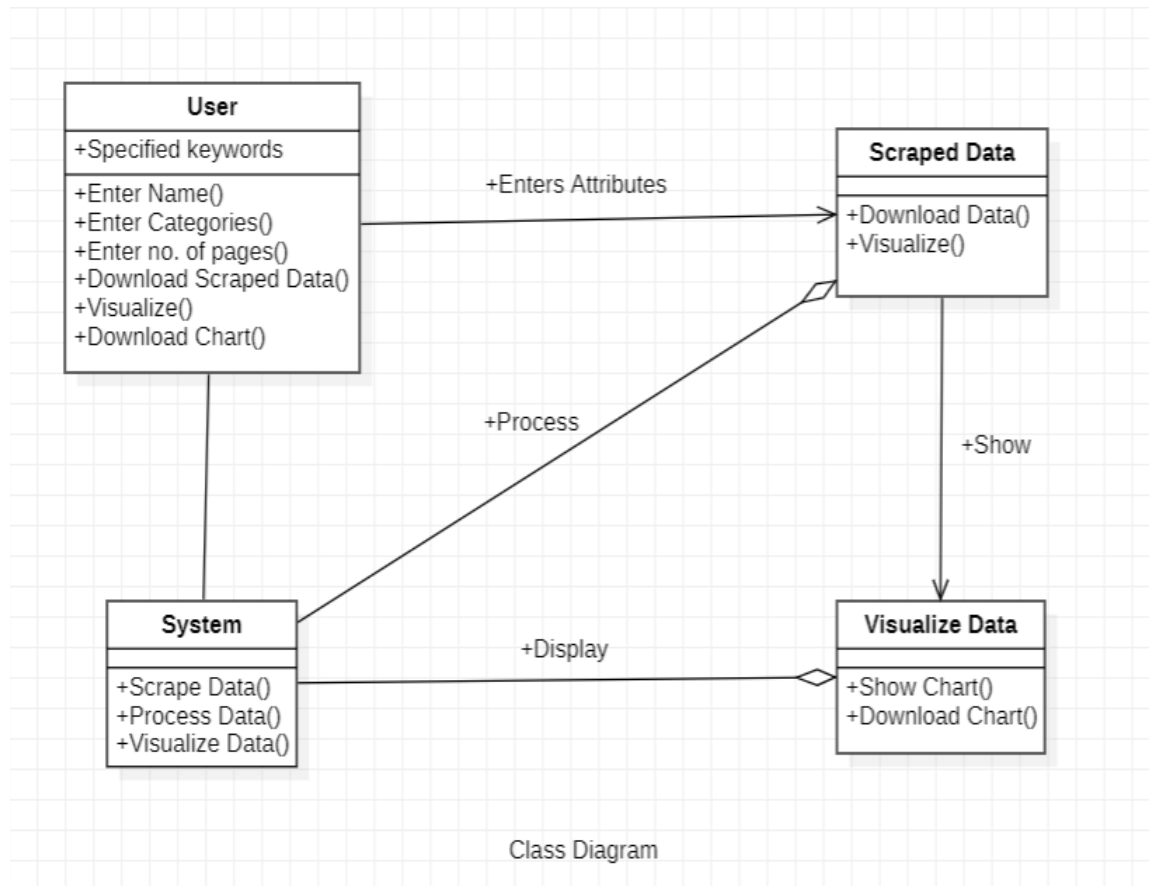 User
+Specified keywords
+Enter Name()
+Enter Categories()
+Enter no. of pages()
+Download Scraped Data()
+Visualize()
+Download Chart()
+Enters Attributes
Scraped Data
+Download Data()
+Visualize()
+Process
+Show
System
+Scrape Data()
+Process Data()
+Visualize Data()
+Display
Visualize Data
+Show Chart()
+Download Chart()
Class Diagram